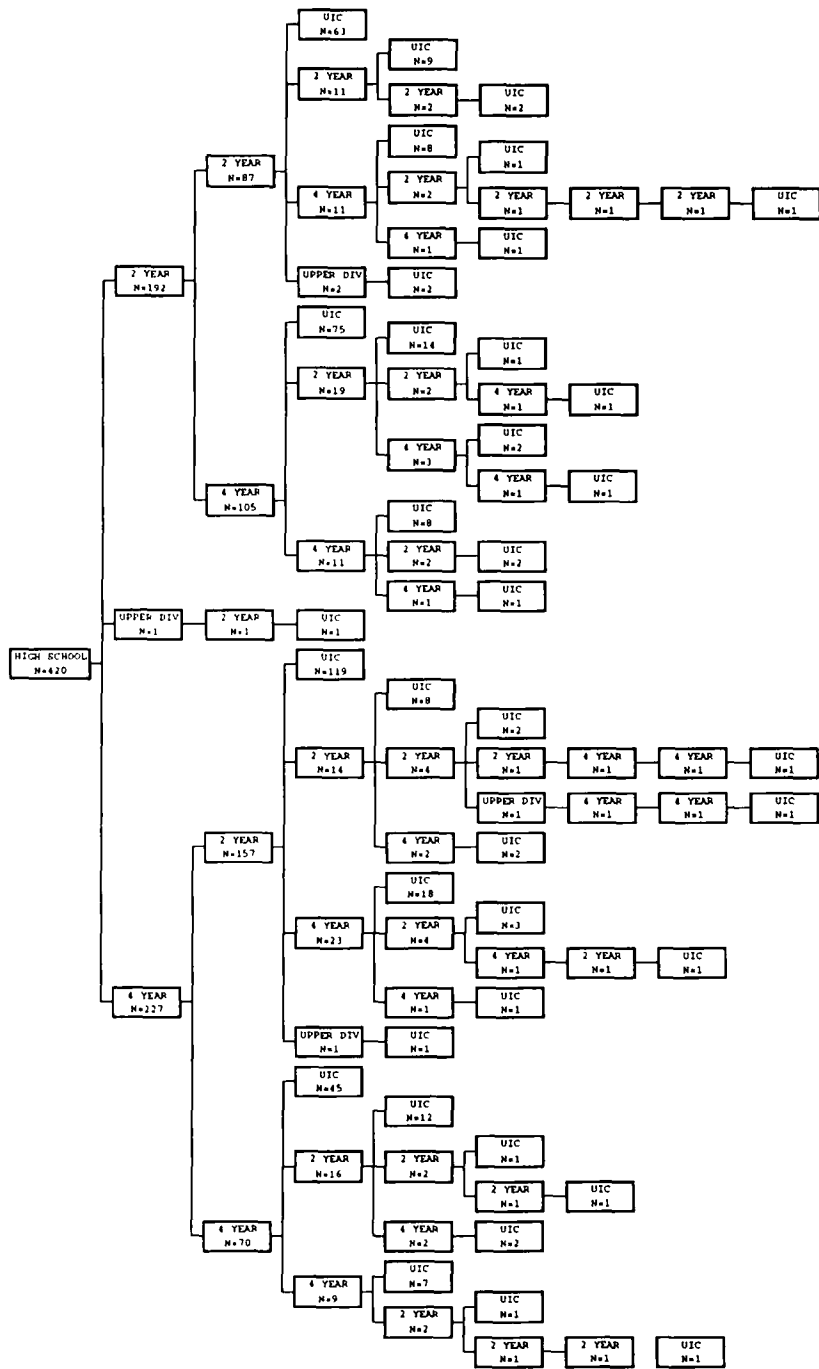 UIC
N=63
UIC
N=9
2 YEAR
N=11
2 YEAR
N=2
UIC
N=2
UIC
N=8
2 YEAR
N=87
UIC
N=1
2 YEAR
N=2
4 YEAR
N=11
2 YEAR
N=1
2 YEAR
N=1
2 YEAR
N=1
UIC
N=1
4 YEAR
N=1
UIC
N=1
2 YEAR
N=192
UPPER DIV
N=2
UIC
N=2
UIC
N=75
UIC
N=14
UIC
N=1
2 YEAR
N=19
2 YEAR
N=2
4 YEAR
N=1
UIC
N=1
UIC
N=2
4 YEAR
N=3
4 YEAR
N=105
4 YEAR
N=1
UIC
N=1
UIC
N=8
4 YEAR
N=11
2 YEAR
N=2
UIC
N=2
4 YEAR
N=1
UIC
N=1
UPPER DIV
N=1
2 YEAR
N=1
UIC
N=1
HIGH SCHOOL
N=420
UIC
N=119
UIC
N=8
UIC
N=2
2 YEAR
N=14
2 YEAR
N=4
2 YEAR
N=1
4 YEAR
N=1
4 YEAR
N=1
UIC
N=1
UPPER DIV
N=1
4 YEAR
N=1
4 YEAR
N=1
UIC
N=1
2 YEAR
N=157
4 YEAR
N=2
UIC
N=2
UIC
N=18
UIC
N=3
4 YEAR
N=23
2 YEAR
N=4
4 YEAR
N=1
2 YEAR
N=1
UIC
N=1
4 YEAR
N=227
4 YEAR
N=1
UIC
N=1
UPPER DIV
N=1
UIC
N=1
UIC
N=45
UIC
N=12
UIC
N=1
2 YEAR
N=16
2 YEAR
N=2
2 YEAR
N=1
UIC
N=1
4 YEAR
N=70
4 YEAR
N=2
UIC
N=2
UIC
N=7
4 YEAR
N=9
UIC
N=1
2 YEAR
N=2
2 YEAR
N=1
2 YEAR
N=1
UIC
N=1